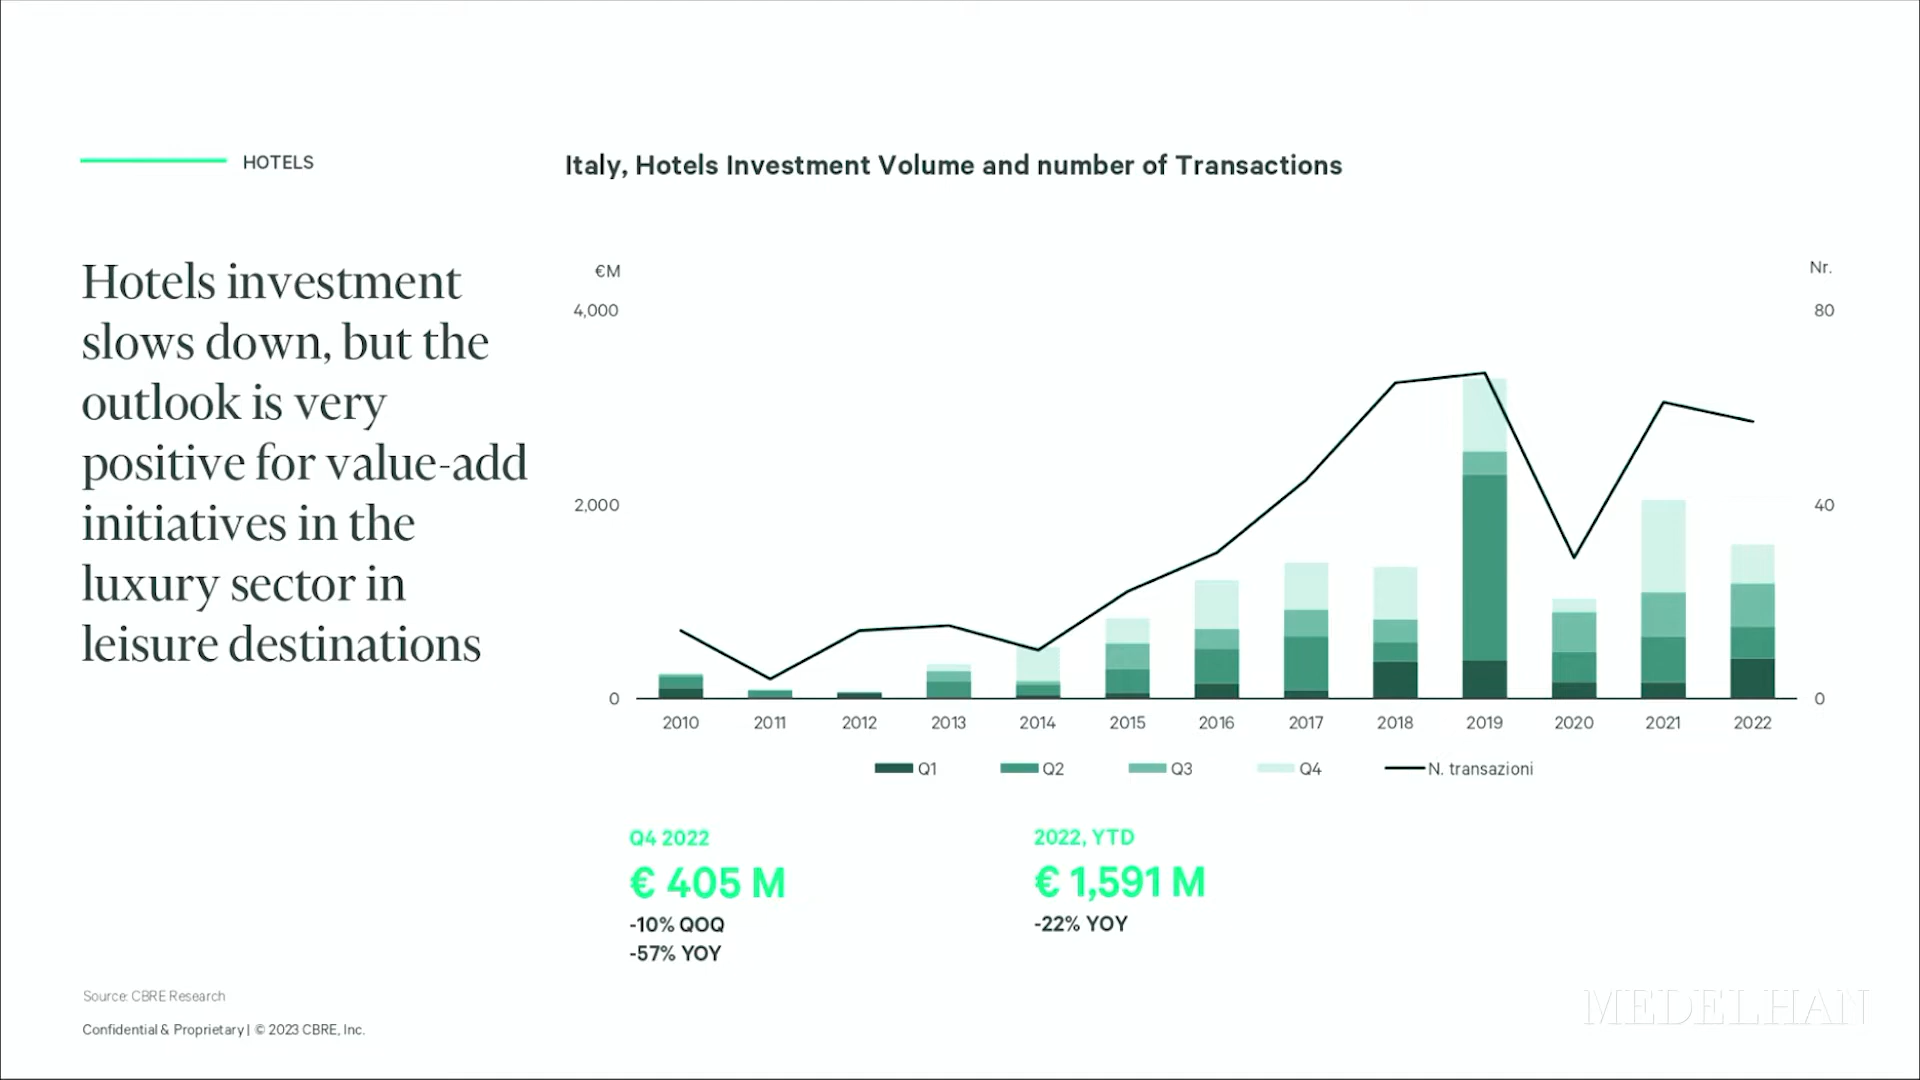 HOTELS
Italy, Hotels Investment Volume and number of Transactions
Hotels investment
slows down, but the
outlook is very
positive for value-add
initiatives in the
luxury sector in
leisure destinations
€M
Nr.
4,000
80
2,000
40
0
0
2010 2011 2012 2013 2014 2015 2016 2017 2018 2019 2020 2021 2022
Q1 Q2 Q3 Q4 N. transazioni
Q4 2022
€ 405 M
-10% QOQ
-57% YOY
2022, YTD
€ 1,591 M
-22% YOY
Source: CBRE Research
Confidential & Proprietary | © 2023 CBRE, Inc.
MEDELHAN